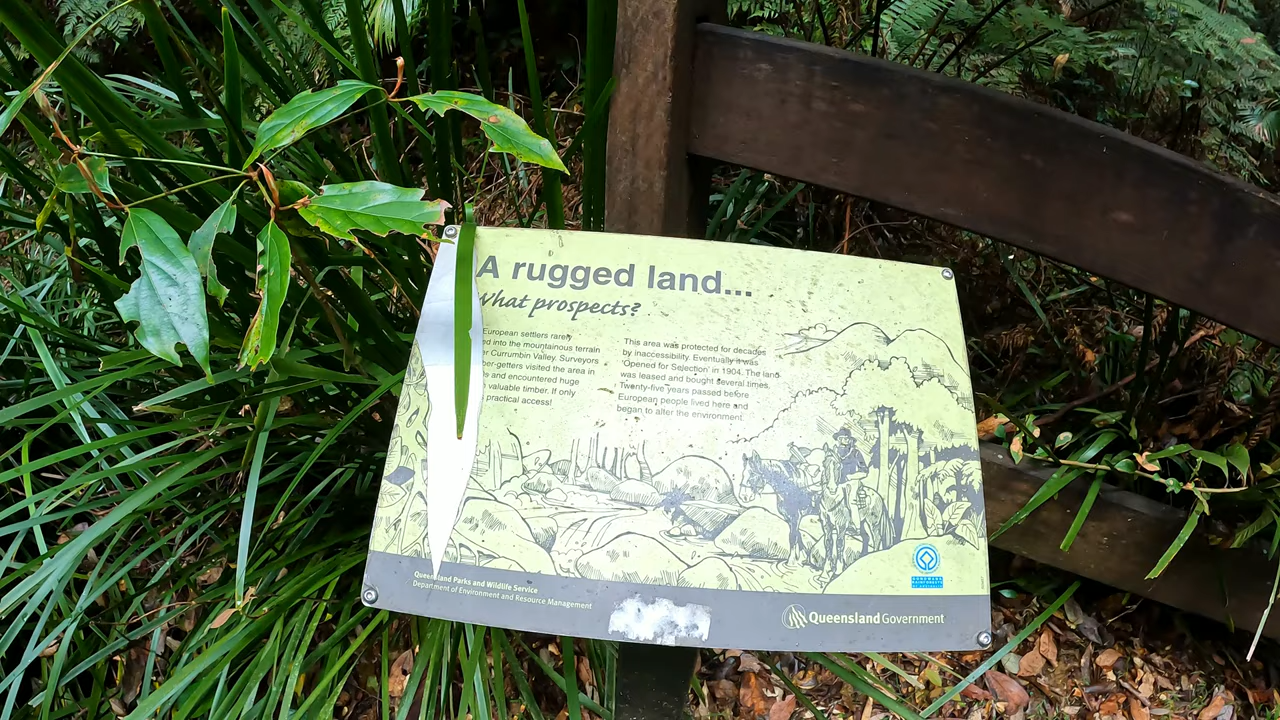 A rugged land...
What prospects?
European settlers rarely
ed into the mountainous terrain
r Currumbin Valley. Surveyors
ber-getters visited the area in
s and encountered huge
valuable timber. If only
practical access!
This area was protected for decades
by inaccessibility. Eventually it was
'Opened for Selection' in 1904. The land
was leased and bought several times.
Twenty-five years passed before
European people lived here and
began to alter the environment.
Queensland Parks and Wildlife Service
Department of Environment and Resource Management
Queensland Government